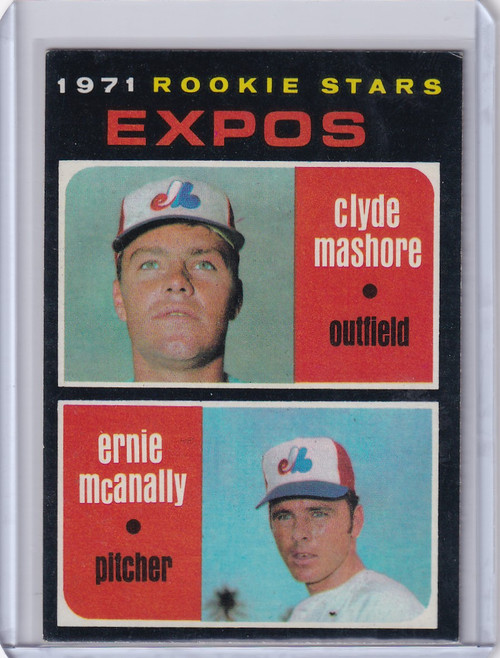 1971 ROOKIE STARS
EXPOS
clyde
mashore
•
outfield
ernie
mcanally
•
pitcher